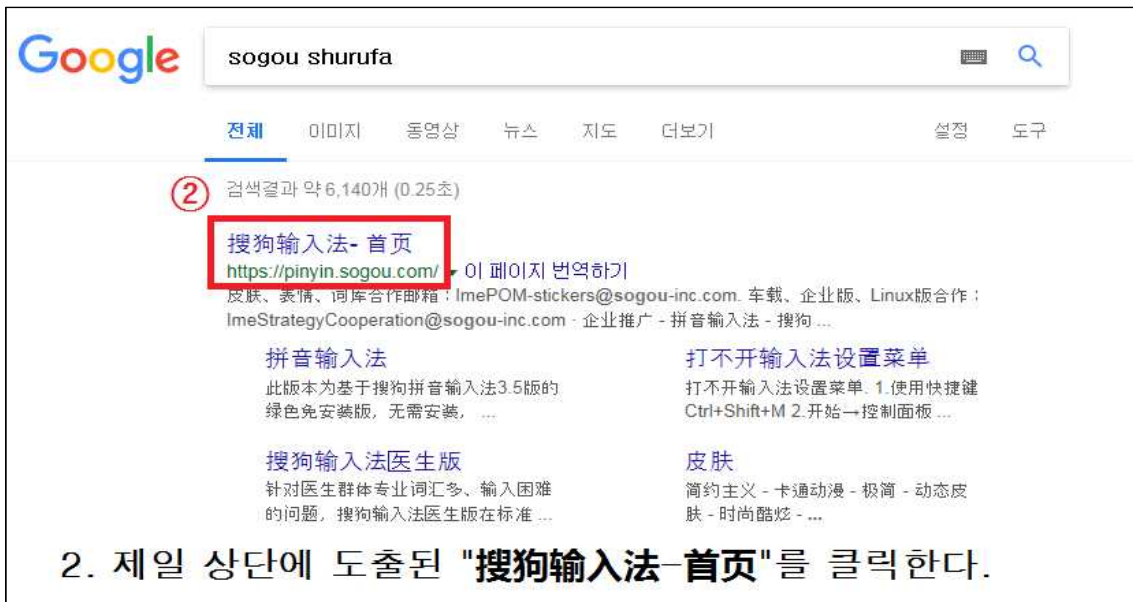 Google
sogou shurufa
전체 이미지 동영상 뉴스 지도 더보기 설정 도구
② 검색결과 약 6,140개 (0.25초)
搜狗输入法- 首页
https://pinyin.sogou.com/ ▾ 이 페이지 번역하기
皮肤、表情、词库合作邮箱：ImePOM-stickers@sogou-inc.com. 车载、企业版、Linux版合作：
ImeStrategyCooperation@sogou-inc.com · 企业推广 - 拼音输入法 - 搜狗 ...
拼音输入法
此版本为基于搜狗拼音输入法3.5版的
绿色免安装版，无需安装， ...
打不开输入法设置菜单
打不开输入法设置菜单. 1.使用快捷键
Ctrl+Shift+M 2.开始→控制面板 ...
搜狗输入法医生版
针对医生群体专业词汇多、输入困难
的问题，搜狗输入法医生版在标准 ...
皮肤
简约主义 - 卡通动漫 - 极简 - 动态皮
肤 - 时尚酷炫 - ...
2. 제일 상단에 도출된 "搜狗输入法-首页"를 클릭한다.